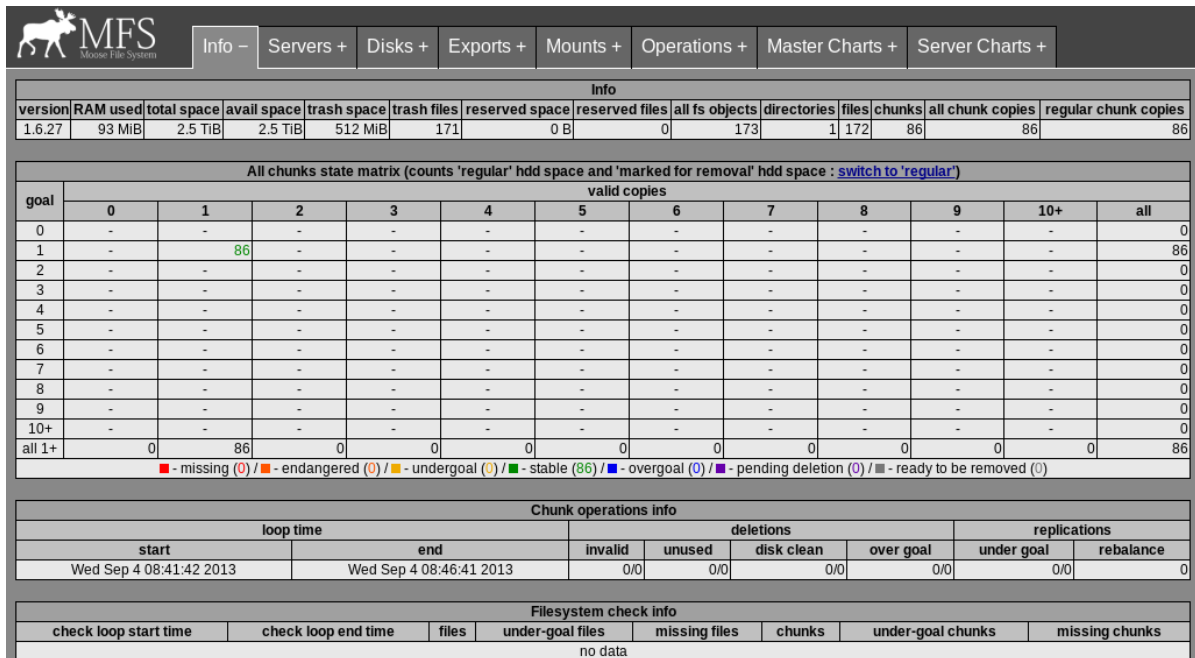 MFS
Moose File System
Info − Servers + Disks + Exports + Mounts + Operations + Master Charts + Server Charts +
Info
version RAM used total space avail space trash space trash files reserved space reserved files all fs objects directories files chunks all chunk copies regular chunk copies
1.6.27 93 MiB 2.5 TiB 2.5 TiB 512 MiB 171 0 B 0 173 1 172 86 86 86
All chunks state matrix (counts 'regular' hdd space and 'marked for removal' hdd space : switch to 'regular')
goal valid copies
0 1 2 3 4 5 6 7 8 9 10+ all
0 - - - - - - - - - - - 0
1 - 86 - - - - - - - - - 86
2 - - - - - - - - - - - 0
3 - - - - - - - - - - - 0
4 - - - - - - - - - - - 0
5 - - - - - - - - - - - 0
6 - - - - - - - - - - - 0
7 - - - - - - - - - - - 0
8 - - - - - - - - - - - 0
9 - - - - - - - - - - - 0
10+ - - - - - - - - - - - 0
all 1+ 0 86 0 0 0 0 0 0 0 0 0 86
- missing (0) / - endangered (0) / - undergoal (0) / - stable (86) / - overgoal (0) / - pending deletion (0) / - ready to be removed (0)
Chunk operations info
loop time deletions replications
start end invalid unused disk clean over goal under goal rebalance
Wed Sep 4 08:41:42 2013 Wed Sep 4 08:46:41 2013 0/0 0/0 0/0 0/0 0/0 0
Filesystem check info
check loop start time check loop end time files under-goal files missing files chunks under-goal chunks missing chunks
no data